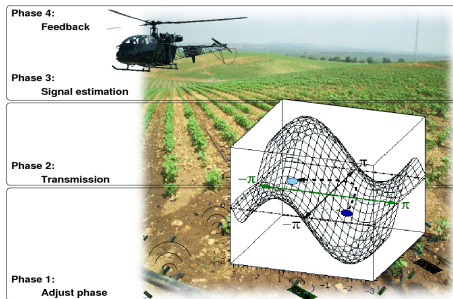 Phase 4:
Feedback
Phase 3:
Signal estimation
Phase 2:
Transmission
Phase 1:
Adjust phase
π
−π
π
−π